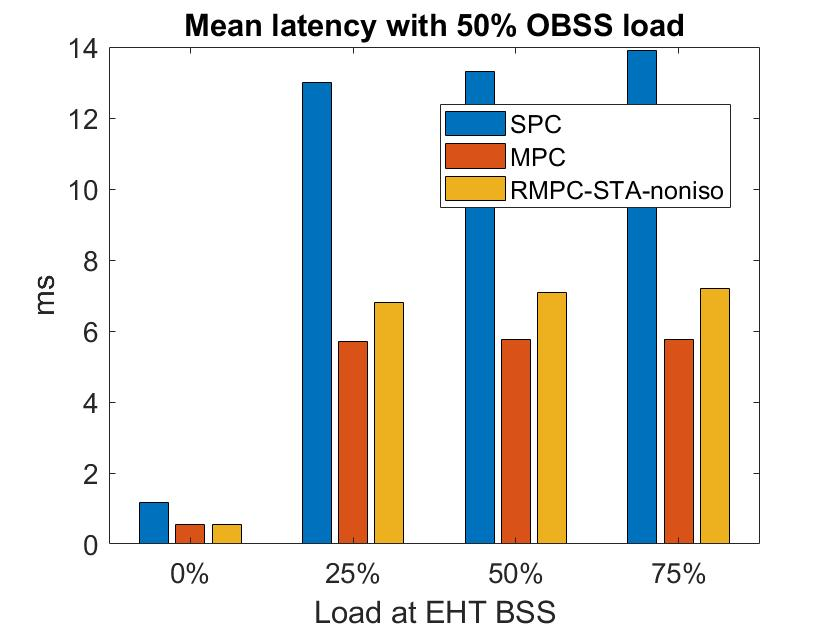 Mean latency with 50% OBSS load
14
12
10
8
6
4
2
0
ms
SPC
MPC
RMPC-STA-noniso
0% 25% 50% 75%
Load at EHT BSS